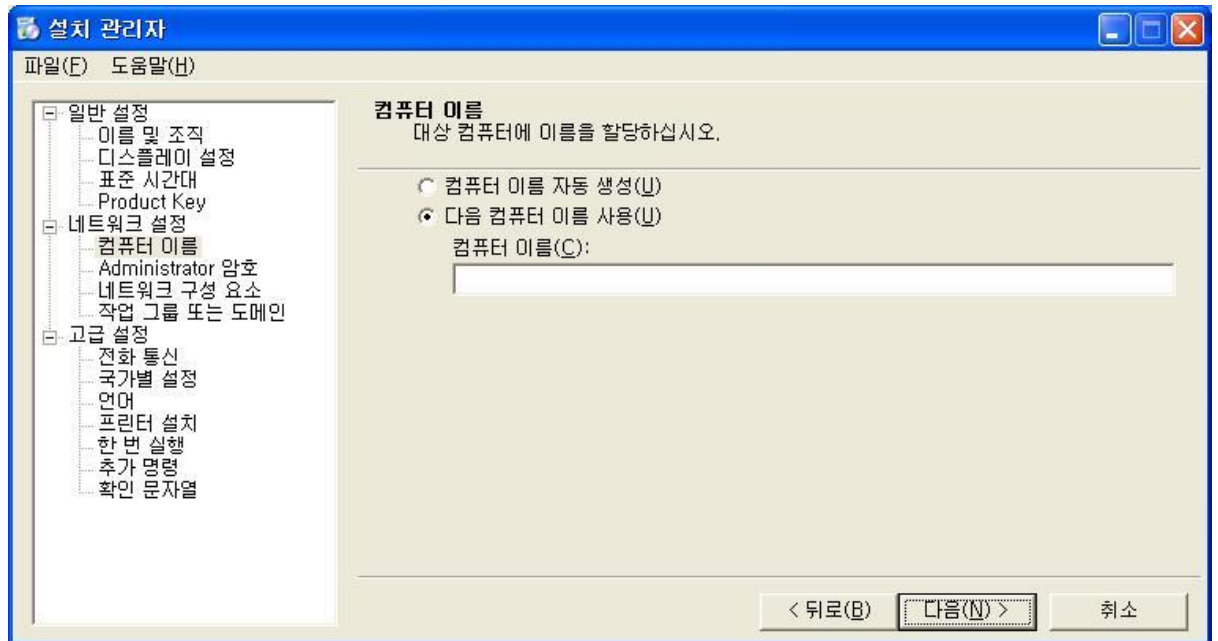 설치 관리자
파일(F) 도움말(H)
일반 설정
이름 및 조직
디스플레이 설정
표준 시간대
Product Key
네트워크 설정
컴퓨터 이름
Administrator 암호
네트워크 구성 요소
작업 그룹 또는 도메인
고급 설정
전화 통신
국가별 설정
언어
프린터 설치
한 번 실행
추가 명령
확인 문자열
컴퓨터 이름
대상 컴퓨터에 이름을 할당하십시오.
컴퓨터 이름 자동 생성(U)
다음 컴퓨터 이름 사용(U)
컴퓨터 이름(C):
< 뒤로(B) 다음(N) > 취소